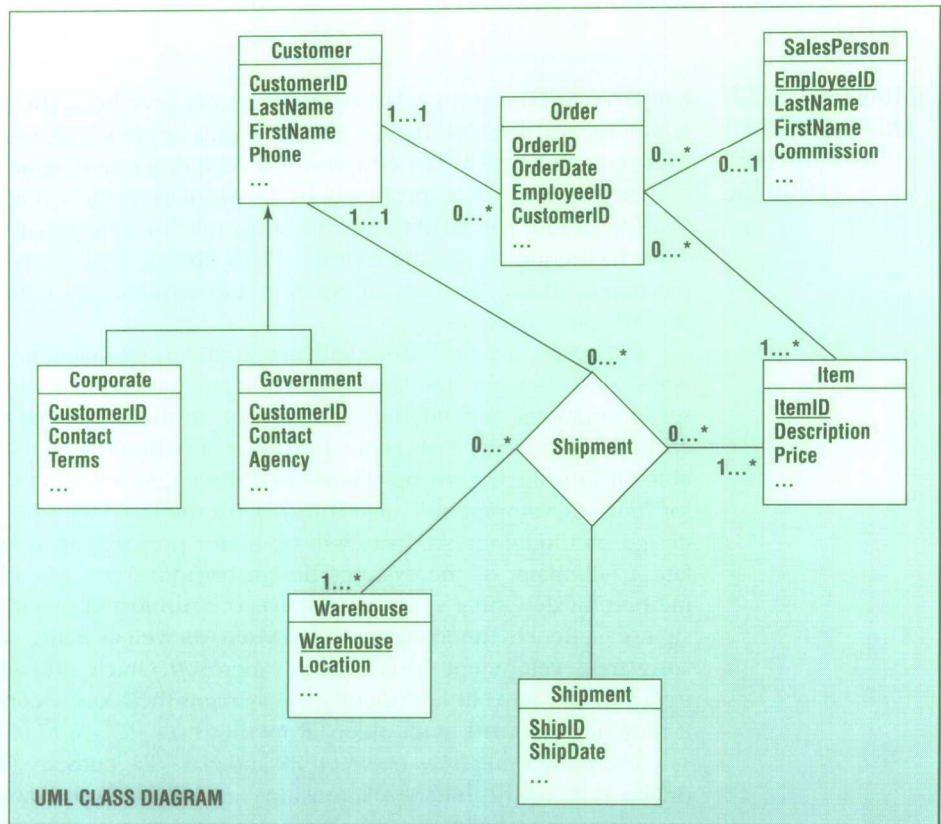 Customer
CustomerID
LastName
FirstName
Phone
...
1...1
0...*
1...1
Order
OrderID
OrderDate
EmployeeID
CustomerID
...
0...*
0...1
0...*
SalesPerson
EmployeeID
LastName
FirstName
Commission
...
Corporate
CustomerID
Contact
Terms
...
Government
CustomerID
Contact
Agency
...
0...*
0...*
Shipment
0...*
1...*
1...*
Item
ItemID
Description
Price
...
1...*
Warehouse
Warehouse
Location
...
Shipment
ShipID
ShipDate
...
UML CLASS DIAGRAM